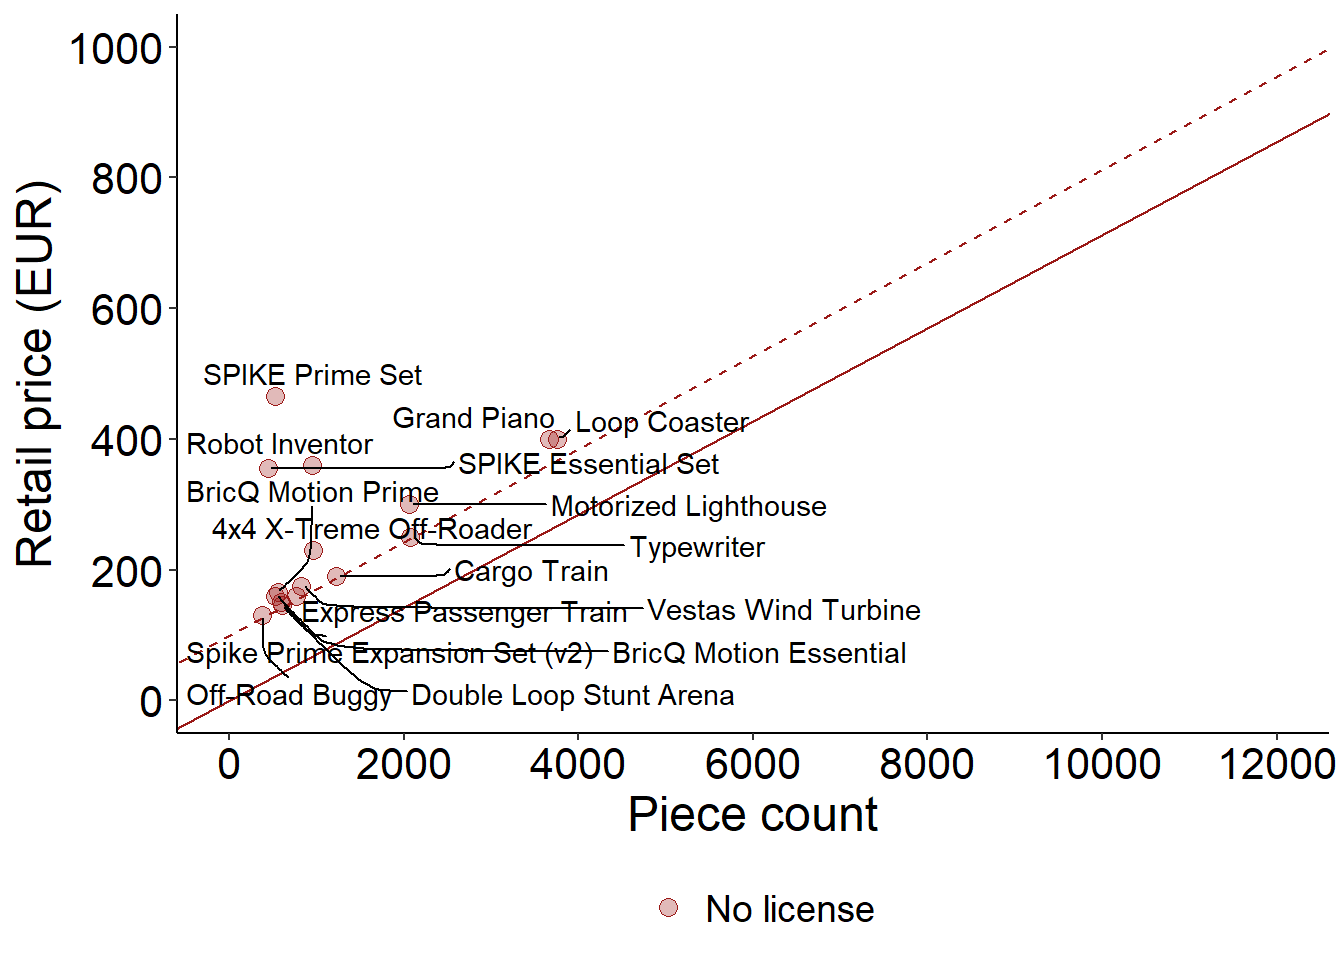 1000
800
600
400
200
0
Retail price (EUR)
SPIKE Prime Set
Grand Piano
Loop Coaster
Robot Inventor
SPIKE Essential Set
BricQ Motion Prime
Motorized Lighthouse
4x4 X-Treme Off-Roader
Typewriter
Cargo Train
Express Passenger Train
Vestas Wind Turbine
Spike Prime Expansion Set (v2)
BricQ Motion Essential
Off-Road Buggy
Double Loop Stunt Arena
0 2000 4000 6000 8000 10000 12000
Piece count
No license